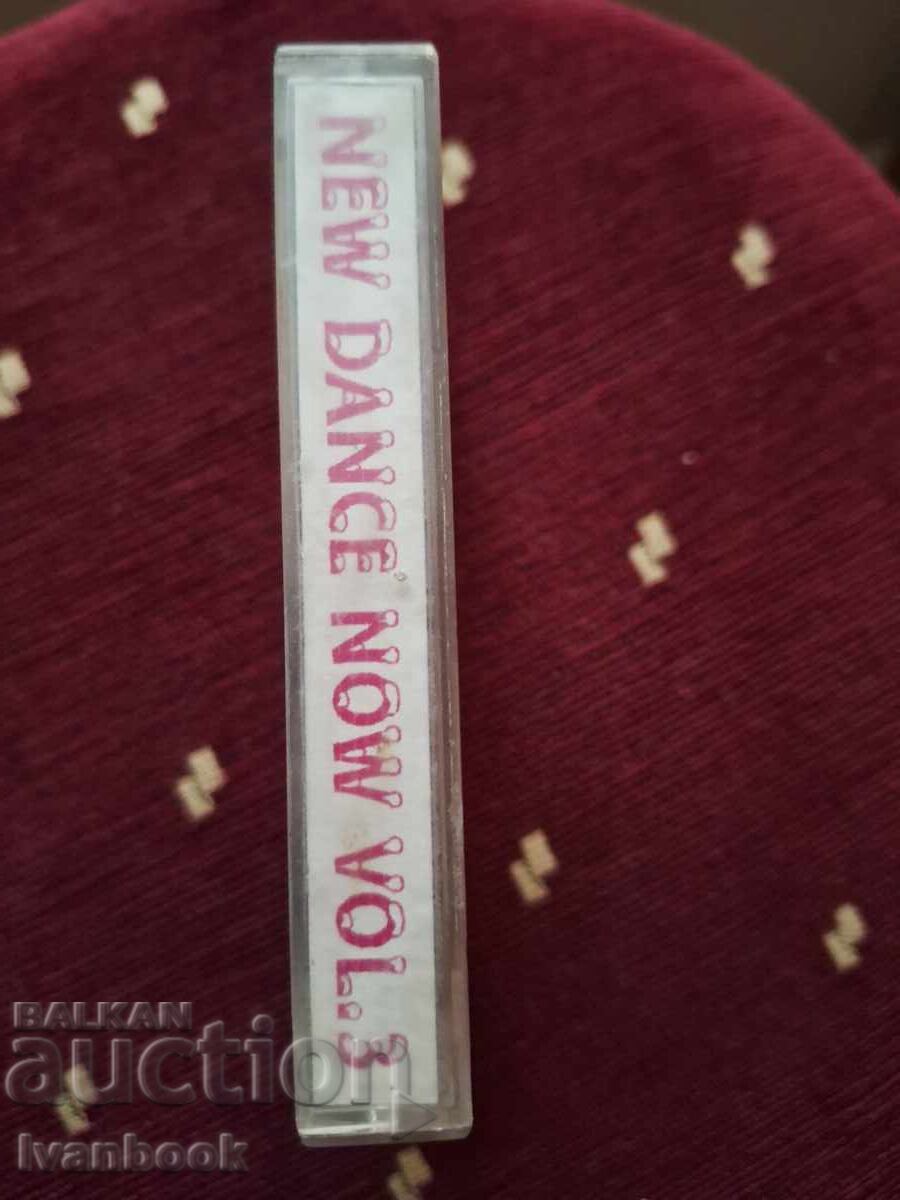 NEW DANCE NOW VOL.3
BALKAN
auction
Ivanbook